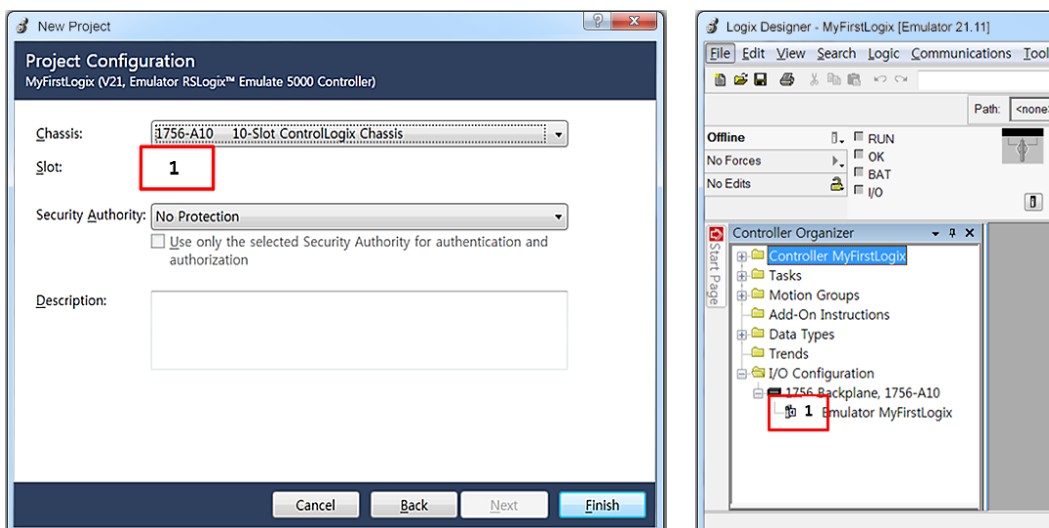 New Project
Project Configuration
MyFirstLogix (V21, Emulator RSLogix™ Emulate 5000 Controller)
Chassis: 1756-A10 10-Slot ControlLogix Chassis
Slot: 1
Security Authority: No Protection
Use only the selected Security Authority for authentication and
authorization
Description:
Cancel Back Next Finish
Logix Designer - MyFirstLogix [Emulator 21.11]
File Edit View Search Logic Communications Tool
Path: <none>
Offline RUN
No Forces OK
BAT
No Edits I/O
Start Page
Controller Organizer
Controller MyFirstLogix
Tasks
Motion Groups
Add-On Instructions
Data Types
Trends
I/O Configuration
1756 Backplane, 1756-A10
1 Emulator MyFirstLogix